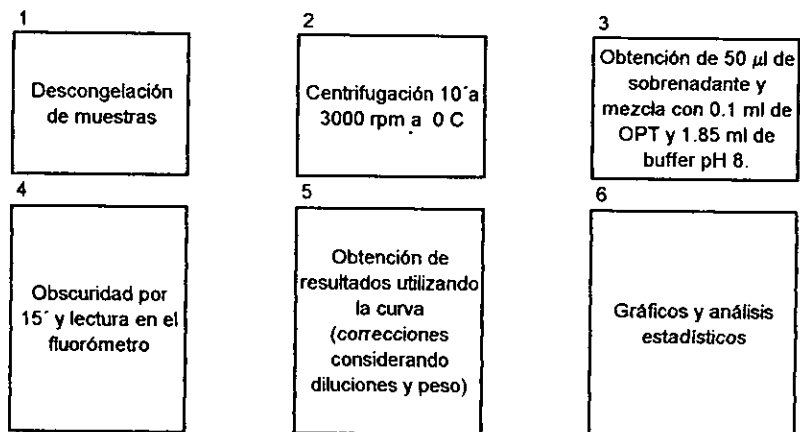 1
Descongelación
de muestras
2
Centrifugación 10´a
3000 rpm a 0 C
3
Obtención de 50 µl de
sobrenadante y
mezcla con 0.1 ml de
OPT y 1.85 ml de
buffer pH 8.
4
Obscuridad por
15´ y lectura en el
fluorómetro
5
Obtención de
resultados utilizando
la curva
(correcciones
considerando
diluciones y peso)
6
Gráficos y análisis
estadísticos